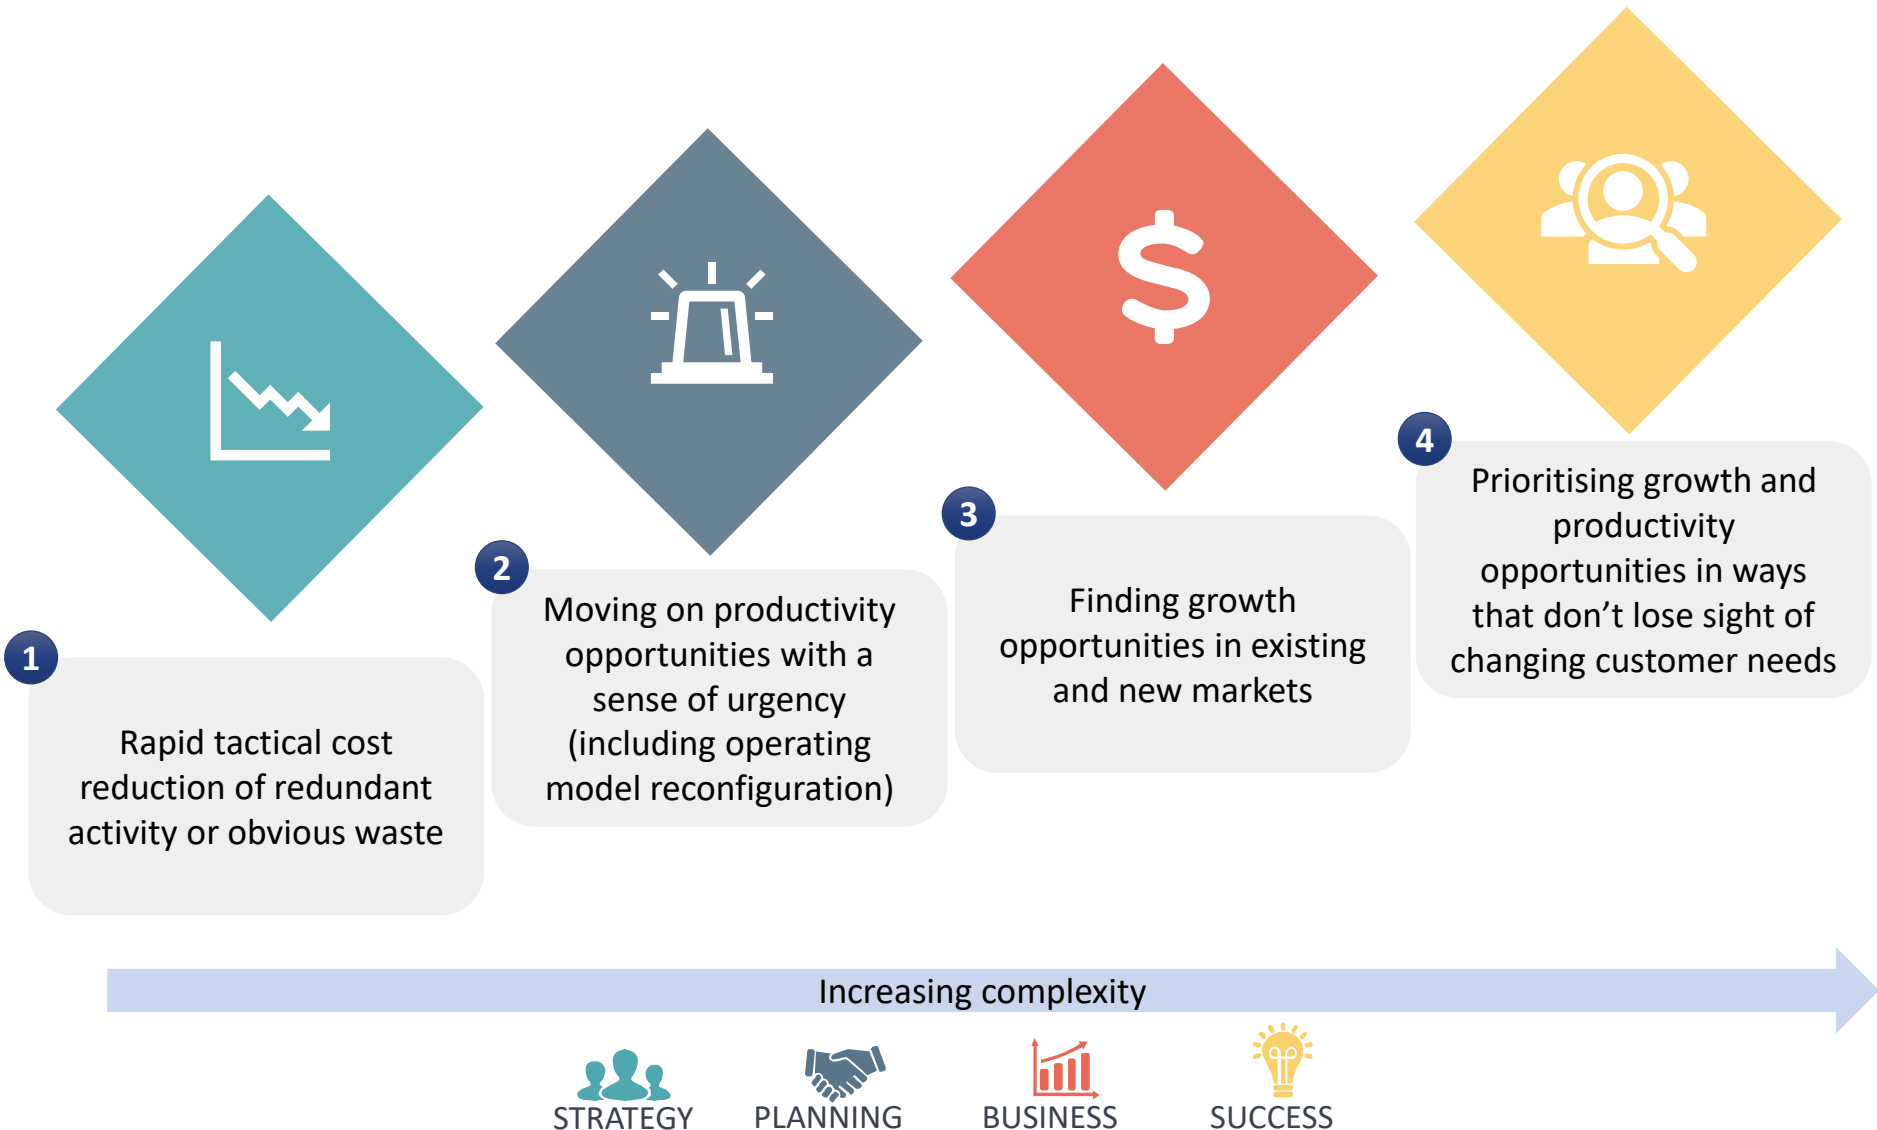 1
Rapid tactical cost
reduction of redundant
activity or obvious waste
2
Moving on productivity
opportunities with a
sense of urgency
(including operating
model reconfiguration)
3
$
Finding growth
opportunities in existing
and new markets
4
Prioritising growth and
productivity
opportunities in ways
that don’t lose sight of
changing customer needs
Increasing complexity
STRATEGY
PLANNING
BUSINESS
SUCCESS